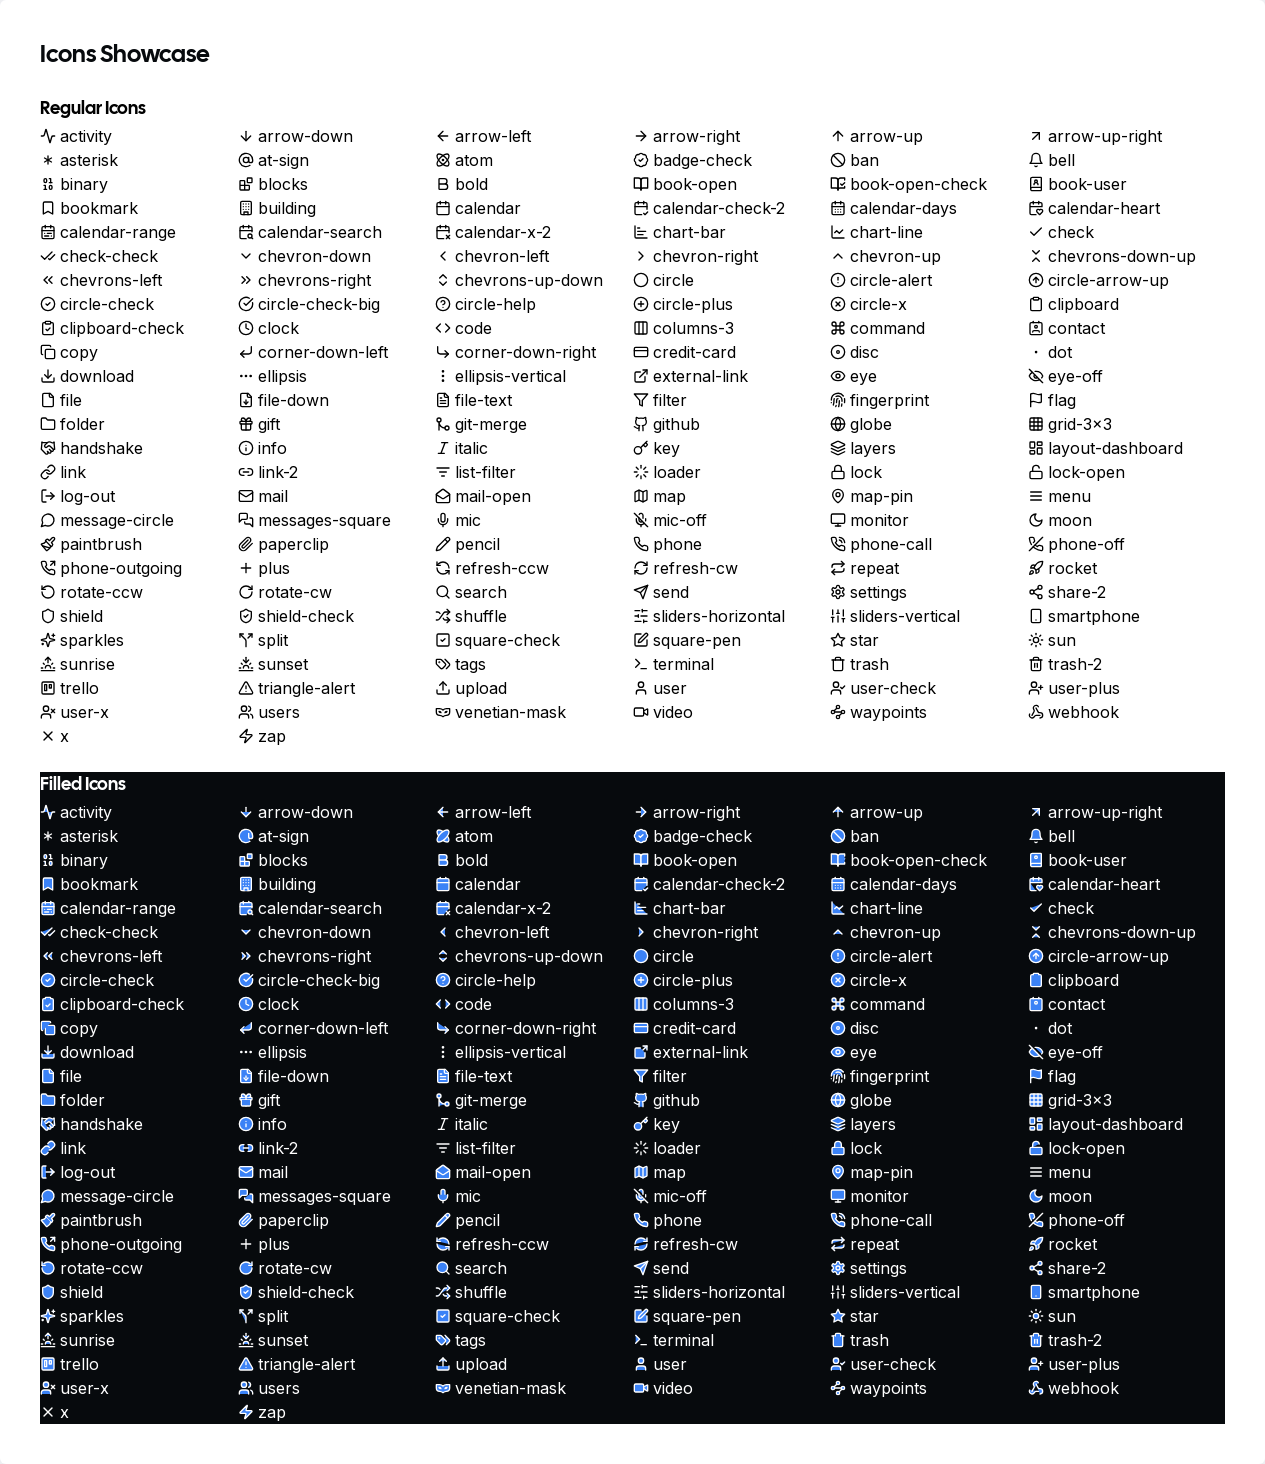 Icons Showcase
Regular Icons
activity arrow-down arrow-left arrow-right arrow-up arrow-up-right
asterisk at-sign atom badge-check ban bell
binary blocks bold book-open book-open-check book-user
bookmark building calendar calendar-check-2 calendar-days calendar-heart
calendar-range calendar-search calendar-x-2 chart-bar chart-line check
check-check chevron-down chevron-left chevron-right chevron-up chevrons-down-up
chevrons-left chevrons-right chevrons-up-down circle circle-alert circle-arrow-up
circle-check circle-check-big circle-help circle-plus circle-x clipboard
clipboard-check clock code columns-3 command contact
copy corner-down-left corner-down-right credit-card disc dot
download ellipsis ellipsis-vertical external-link eye eye-off
file file-down file-text filter fingerprint flag
folder gift git-merge github globe grid-3×3
handshake info italic key layers layout-dashboard
link link-2 list-filter loader lock lock-open
log-out mail mail-open map map-pin menu
message-circle messages-square mic mic-off monitor moon
paintbrush paperclip pencil phone phone-call phone-off
phone-outgoing plus refresh-ccw refresh-cw repeat rocket
rotate-ccw rotate-cw search send settings share-2
shield shield-check shuffle sliders-horizontal sliders-vertical smartphone
sparkles split square-check square-pen star sun
sunrise sunset tags terminal trash trash-2
trello triangle-alert upload user user-check user-plus
user-x users venetian-mask video waypoints webhook
x zap
Filled Icons
activity arrow-down arrow-left arrow-right arrow-up arrow-up-right
asterisk at-sign atom badge-check ban bell
binary blocks bold book-open book-open-check book-user
bookmark building calendar calendar-check-2 calendar-days calendar-heart
calendar-range calendar-search calendar-x-2 chart-bar chart-line check
check-check chevron-down chevron-left chevron-right chevron-up chevrons-down-up
chevrons-left chevrons-right chevrons-up-down circle circle-alert circle-arrow-up
circle-check circle-check-big circle-help circle-plus circle-x clipboard
clipboard-check clock code columns-3 command contact
copy corner-down-left corner-down-right credit-card disc dot
download ellipsis ellipsis-vertical external-link eye eye-off
file file-down file-text filter fingerprint flag
folder gift git-merge github globe grid-3×3
handshake info italic key layers layout-dashboard
link link-2 list-filter loader lock lock-open
log-out mail mail-open map map-pin menu
message-circle messages-square mic mic-off monitor moon
paintbrush paperclip pencil phone phone-call phone-off
phone-outgoing plus refresh-ccw refresh-cw repeat rocket
rotate-ccw rotate-cw search send settings share-2
shield shield-check shuffle sliders-horizontal sliders-vertical smartphone
sparkles split square-check square-pen star sun
sunrise sunset tags terminal trash trash-2
trello triangle-alert upload user user-check user-plus
user-x users venetian-mask video waypoints webhook
x zap